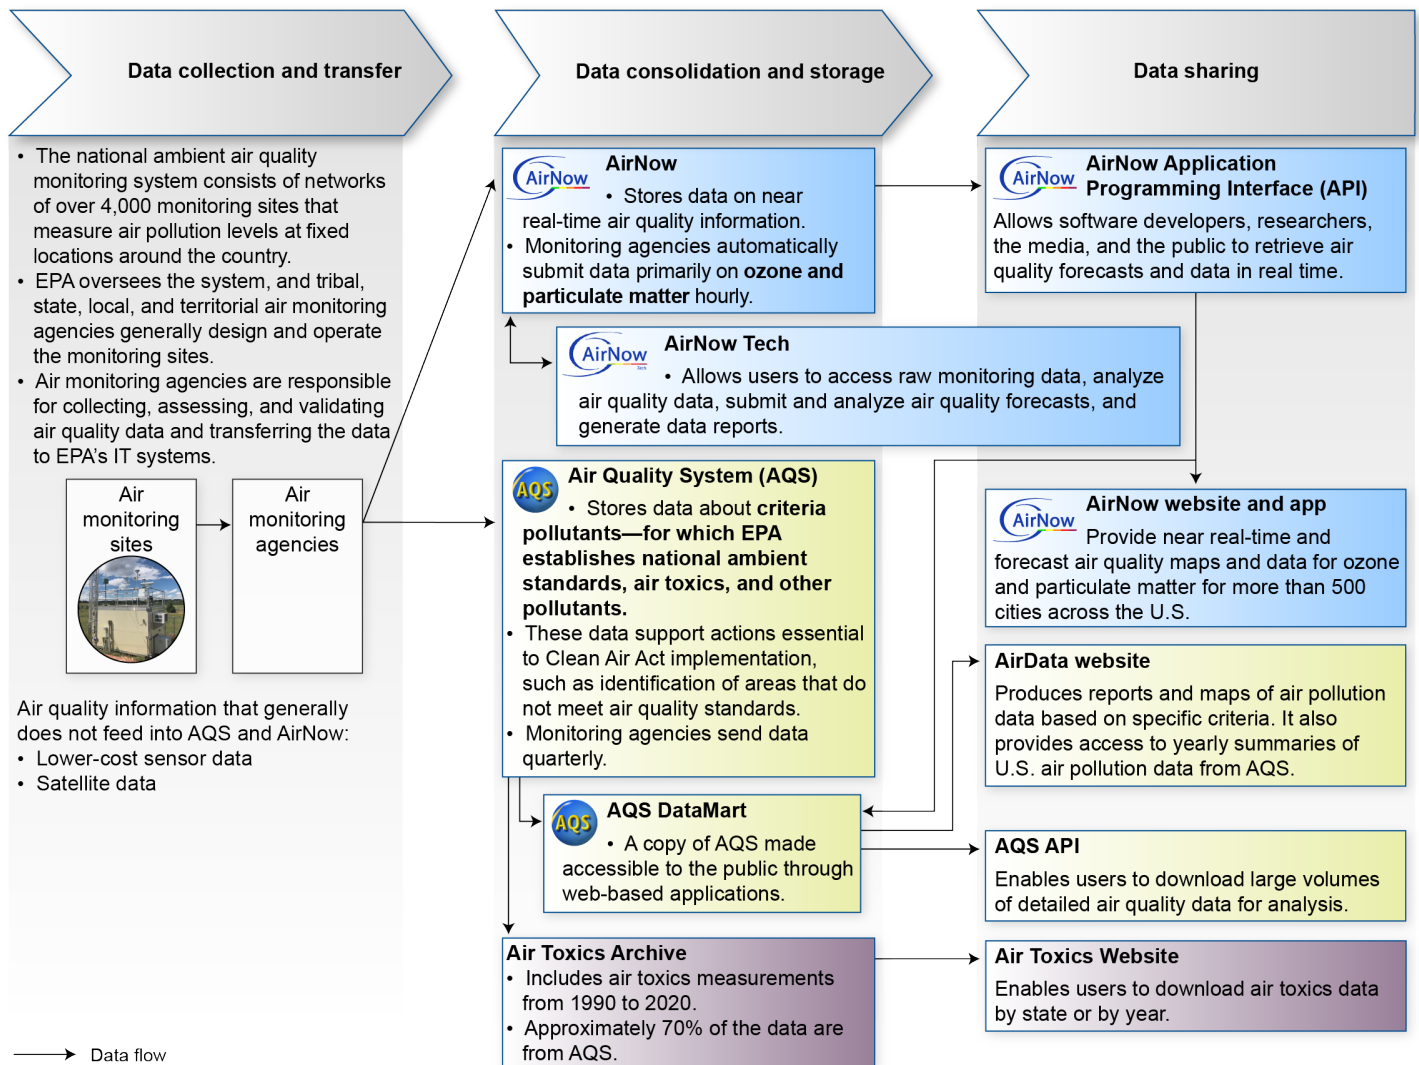 Data collection and transfer
Data consolidation and storage
Data sharing
• The national ambient air quality
monitoring system consists of networks
of over 4,000 monitoring sites that
measure air pollution levels at fixed
locations around the country.
• EPA oversees the system, and tribal,
state, local, and territorial air monitoring
agencies generally design and operate
the monitoring sites.
• Air monitoring agencies are responsible
for collecting, assessing, and validating
air quality data and transferring the data
to EPA’s IT systems.
Air
monitoring
sites
Air
monitoring
agencies
Air quality information that generally
does not feed into AQS and AirNow:
• Lower-cost sensor data
• Satellite data
Data flow
AirNow
AirNow
• Stores data on near
real-time air quality information.
• Monitoring agencies automatically
submit data primarily on ozone and
particulate matter hourly.
AirNow
Tech
AirNow Tech
• Allows users to access raw monitoring data, analyze
air quality data, submit and analyze air quality forecasts, and
generate data reports.
AQS
Air Quality System (AQS)
• Stores data about criteria
pollutants—for which EPA
establishes national ambient
standards, air toxics, and other
pollutants.
• These data support actions essential
to Clean Air Act implementation,
such as identification of areas that do
not meet air quality standards.
• Monitoring agencies send data
quarterly.
AQS
AQS DataMart
• A copy of AQS made
accessible to the public through
web-based applications.
Air Toxics Archive
• Includes air toxics measurements
from 1990 to 2020.
• Approximately 70% of the data are
from AQS.
AirNow
AirNow Application
Programming Interface (API)
Allows software developers, researchers,
the media, and the public to retrieve air
quality forecasts and data in real time.
AirNow
AirNow website and app
Provide near real-time and
forecast air quality maps and data for ozone
and particulate matter for more than 500
cities across the U.S.
AirData website
Produces reports and maps of air pollution
data based on specific criteria. It also
provides access to yearly summaries of
U.S. air pollution data from AQS.
AQS API
Enables users to download large volumes
of detailed air quality data for analysis.
Air Toxics Website
Enables users to download air toxics data
by state or by year.